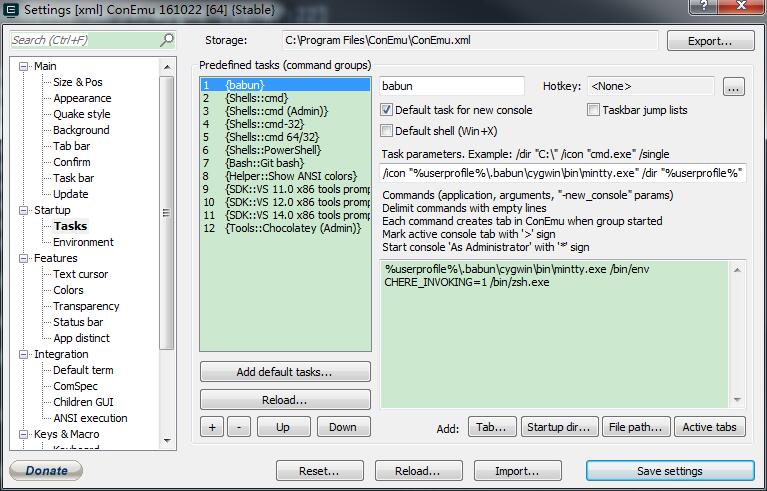 Settings [xml] ConEmu 161022 [64] {Stable}
Search (Ctrl+F)
Storage:
C:\Program Files\ConEmu\ConEmu.xml
Export...
Main
Size & Pos
Appearance
Quake style
Background
Tab bar
Confirm
Task bar
Update
Startup
Tasks
Environment
Features
Text cursor
Colors
Transparency
Status bar
App distinct
Integration
Default term
ComSpec
Children GUI
ANSI execution
Keys & Macro
Predefined tasks (command groups)
1 {babun}
2 {Shells::cmd}
3 {Shells::cmd (Admin)}
4 {Shells::cmd-32}
5 {Shells::cmd 64/32}
6 {Shells::PowerShell}
7 {Bash::Git bash}
8 {Helper::Show ANSI colors}
9 {SDK::VS 11.0 x86 tools promp
10 {SDK::VS 12.0 x86 tools promp
11 {SDK::VS 14.0 x86 tools promp
12 {Tools::Chocolatey (Admin)}
Add default tasks...
Reload...
+
-
Up
Down
babun
Hotkey:
<None>
...
Default task for new console
Taskbar jump lists
Default shell (Win+X)
Task parameters. Example: /dir "C:\" /icon "cmd.exe" /single
/icon "%userprofile%\.babun\cygwin\bin\mintty.exe" /dir "%userprofile%"
Commands (application, arguments, "-new_console" params)
Delimit commands with empty lines
Each command creates tab in ConEmu when group started
Mark active console tab with '>' sign
Start console 'As Administrator' with '*' sign
%userprofile%\.babun\cygwin\bin\mintty.exe /bin/env
CHERE_INVOKING=1 /bin/zsh.exe
Add:
Tab...
Startup dir...
File path...
Active tabs
Donate
Reset...
Reload...
Import...
Save settings